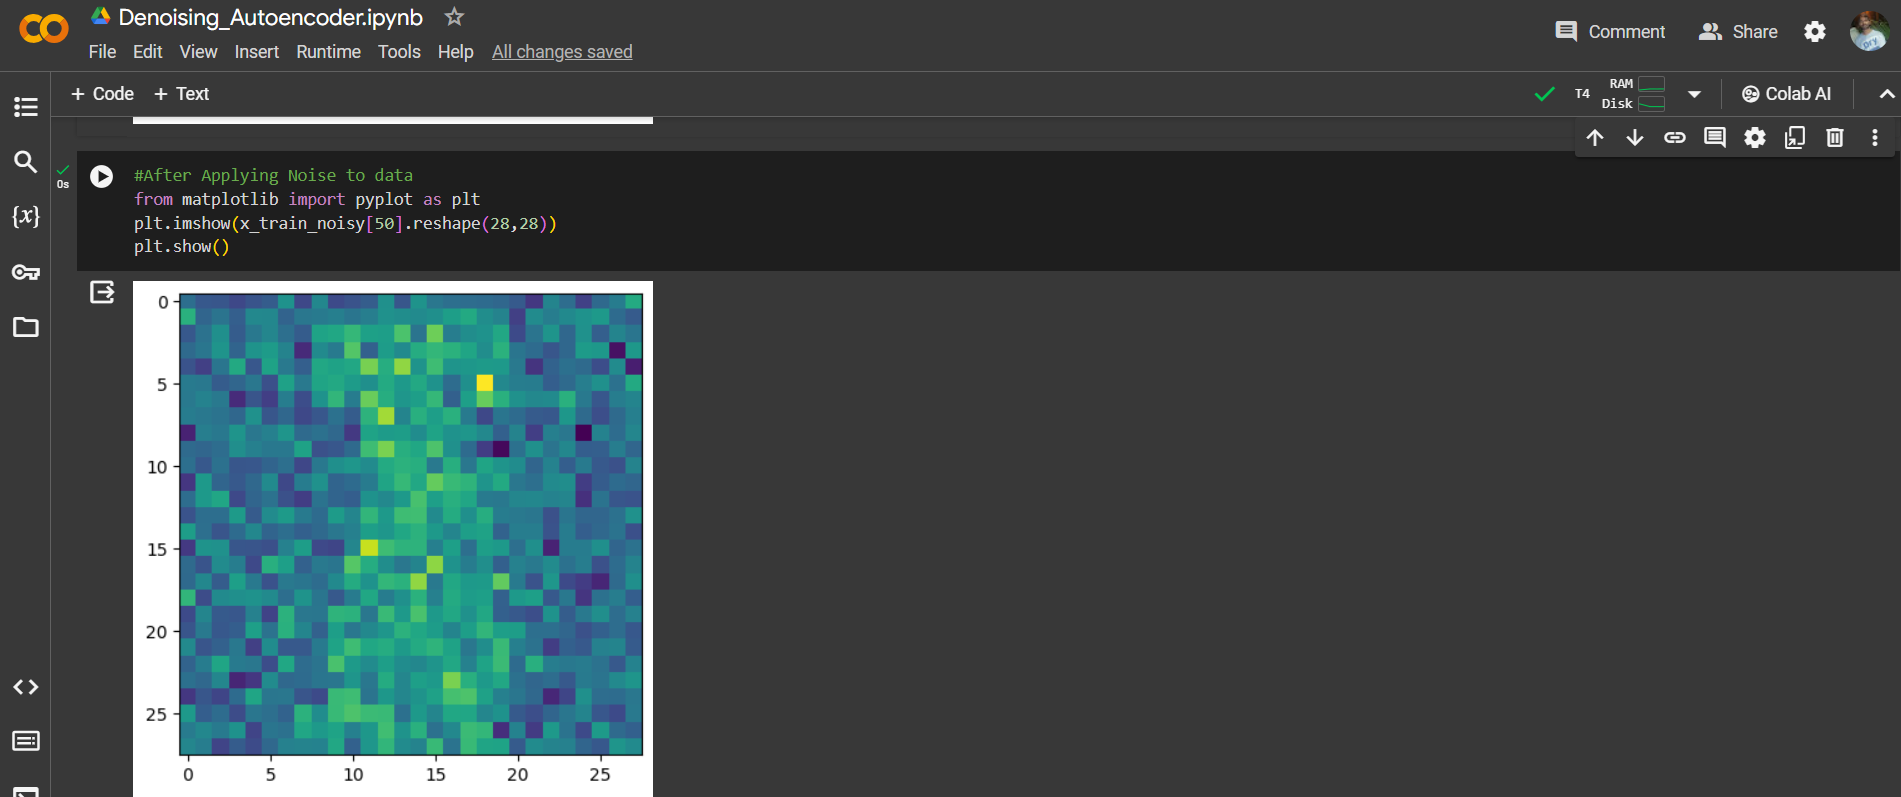 Denoising_Autoencoder.ipynb
File Edit View Insert Runtime Tools Help All changes saved
Comment
Share
+ Code + Text
T4
RAM
Disk
Colab AI
{x}
0s
#After Applying Noise to data
from matplotlib import pyplot as plt
plt.imshow(x_train_noisy[50].reshape(28,28))
plt.show()
0
5
10
15
20
25
0 5 10 15 20 25